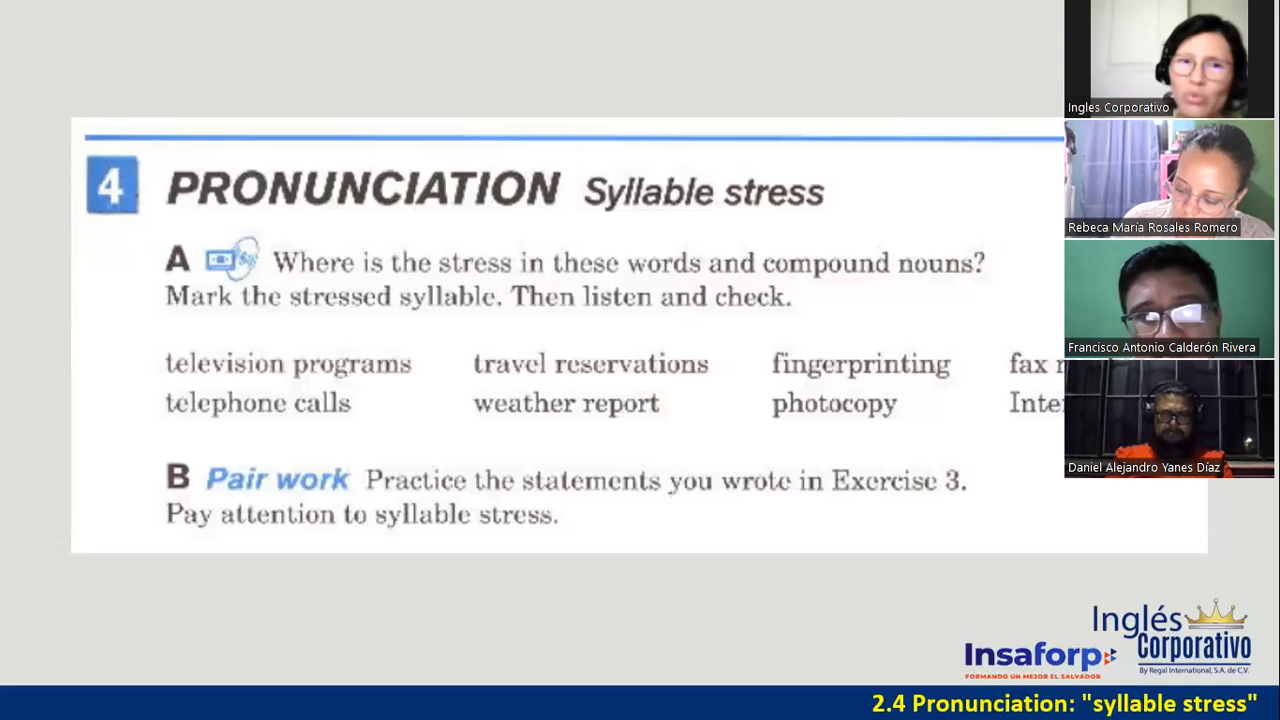 4 PRONUNCIATION Syllable stress
A Where is the stress in these words and compound nouns?
Mark the stressed syllable. Then listen and check.
television programs travel reservations fingerprinting fax
telephone calls weather report photocopy
B Pair work Practice the statements you wrote in Exercise 3.
Pay attention to syllable stress.
Ingles Corporativo
Rebeca María Rosales Romero
Francisco Antonio Calderón Rivera
Daniel Alejandro Yanes Díaz
Insaforp
FORMANDO UN MEJOR EL SALVADOR
Inglés
Corporativo
By Regal International, S.A. de C.V.
2.4 Pronunciation: "syllable stress"